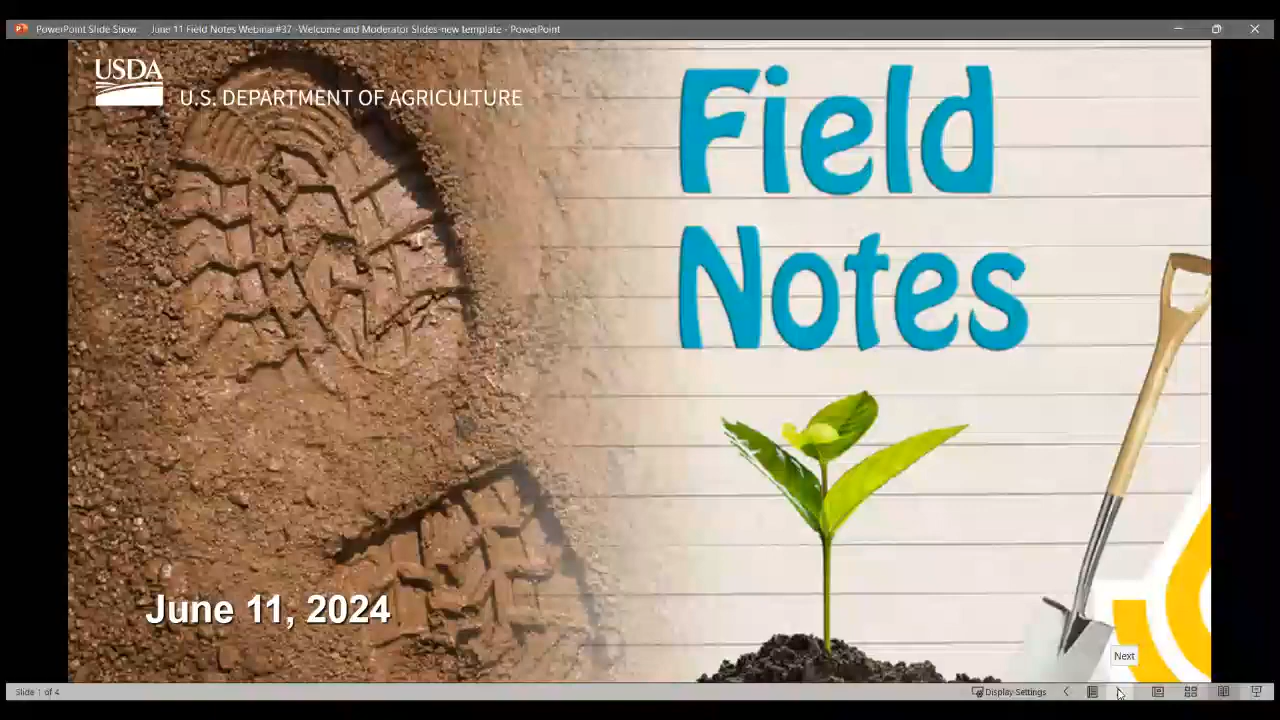 PowerPoint Slide Show - June 11 Field Notes Webinar#37 -Welcome and Moderator Slides-new template - PowerPoint
USDA
U.S. DEPARTMENT OF AGRICULTURE
Field
Notes
June 11, 2024
Next
Slide 1 of 4
Display Settings